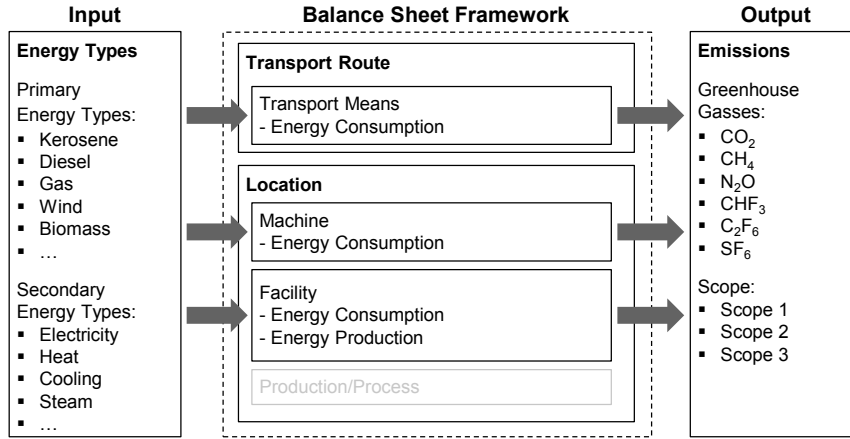 Input
Balance Sheet Framework
Output
Energy Types
Primary
Energy Types:
▪ Kerosene
▪ Diesel
▪ Gas
▪ Wind
▪ Biomass
▪ …
Secondary
Energy Types:
▪ Electricity
▪ Heat
▪ Cooling
▪ Steam
▪ …
Transport Route
Transport Means
- Energy Consumption
Location
Machine
- Energy Consumption
Facility
- Energy Consumption
- Energy Production
Production/Process
Emissions
Greenhouse
Gasses:
▪ CO₂
▪ CH₄
▪ N₂O
▪ CHF₃
▪ C₂F₆
▪ SF₆
Scope:
▪ Scope 1
▪ Scope 2
▪ Scope 3